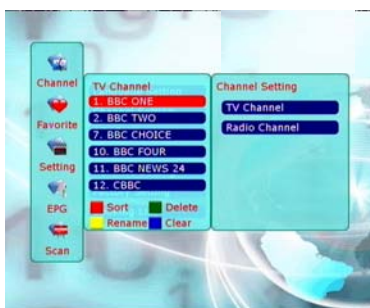 Channel
Favorite
Setting
EPG
Scan
TV Channel
1. BBC ONE
2. BBC TWO
7. BBC CHOICE
10. BBC FOUR
11. BBC NEWS 24
12. CBBC
Sort Delete
Rename Clear
Channel Setting
TV Channel
Radio Channel